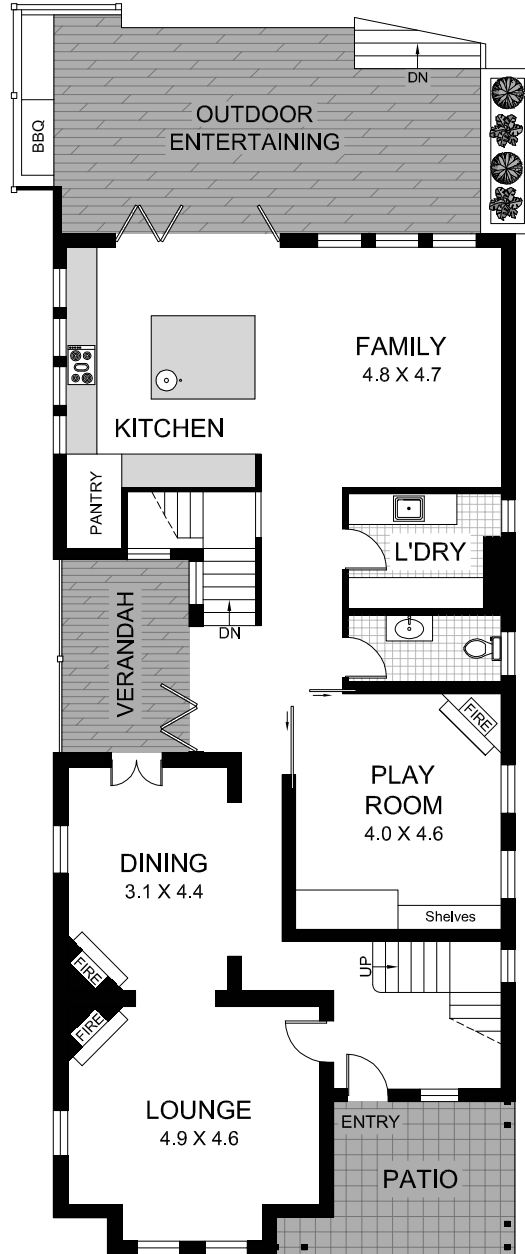 DN
OUTDOOR
ENTERTAINING
BBQ
FAMILY
4.8 X 4.7
KITCHEN
PANTRY
L'DRY
VERANDAH
DN
FIRE
PLAY
ROOM
4.0 X 4.6
DINING
3.1 X 4.4
Shelves
FIRE
UP
FIRE
LOUNGE
4.9 X 4.6
ENTRY
PATIO